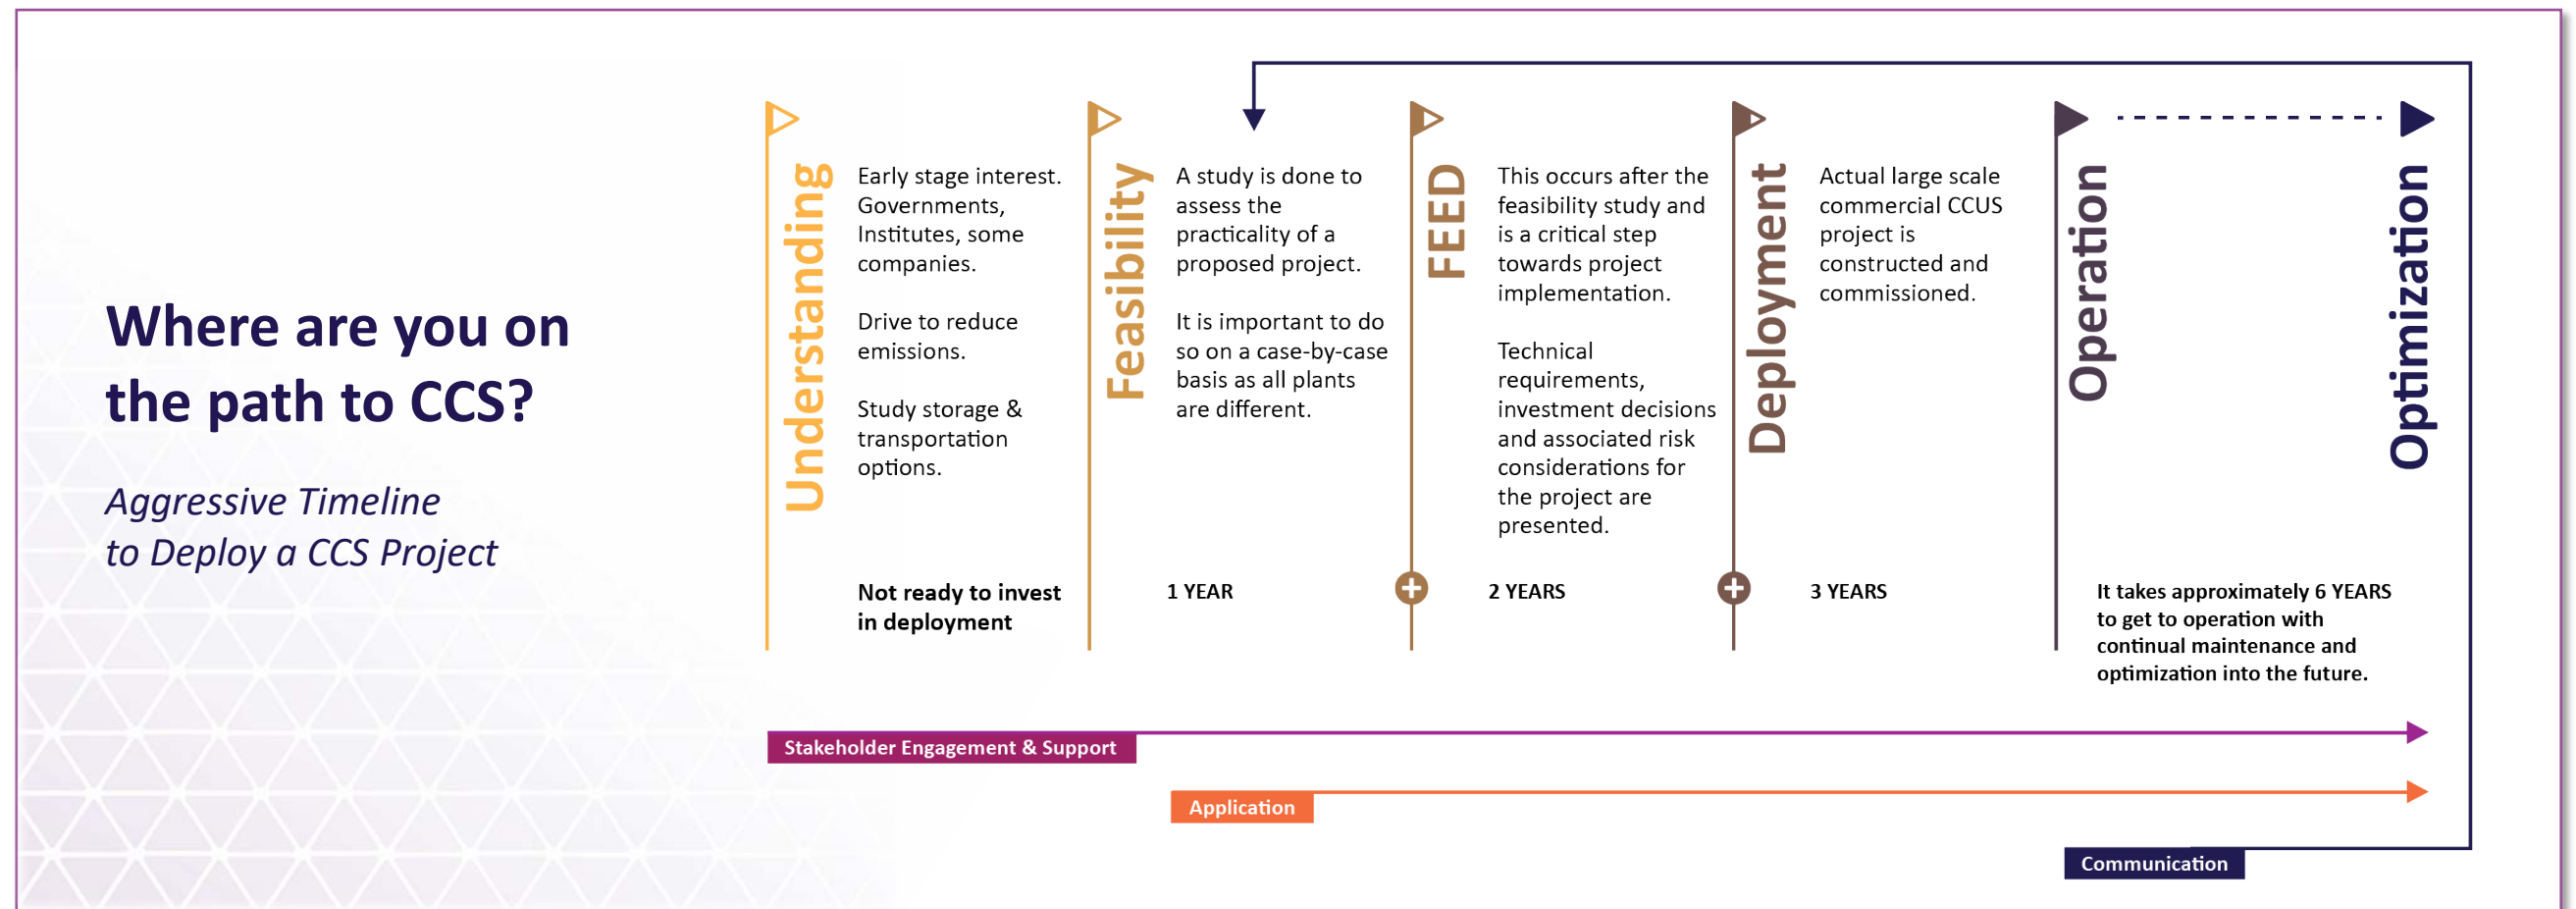 Where are you on
the path to CCS?
Aggressive Timeline
to Deploy a CCS Project
Understanding
Early stage interest.
Governments,
Institutes, some
companies.
Drive to reduce
emissions.
Study storage &
transportation
options.
Not ready to invest
in deployment
Feasibility
A study is done to
assess the
practicality of a
proposed project.
It is important to do
so on a case-by-case
basis as all plants
are different.
1 YEAR
+
FEED
This occurs after the
feasibility study and
is a critical step
towards project
implementation.
Technical
requirements,
investment decisions
and associated risk
considerations for
the project are
presented.
2 YEARS
+
Deployment
Actual large scale
commercial CCUS
project is
constructed and
commissioned.
3 YEARS
Operation
It takes approximately 6 YEARS
to get to operation with
continual maintenance and
optimization into the future.
Optimization
Stakeholder Engagement & Support
Application
Communication